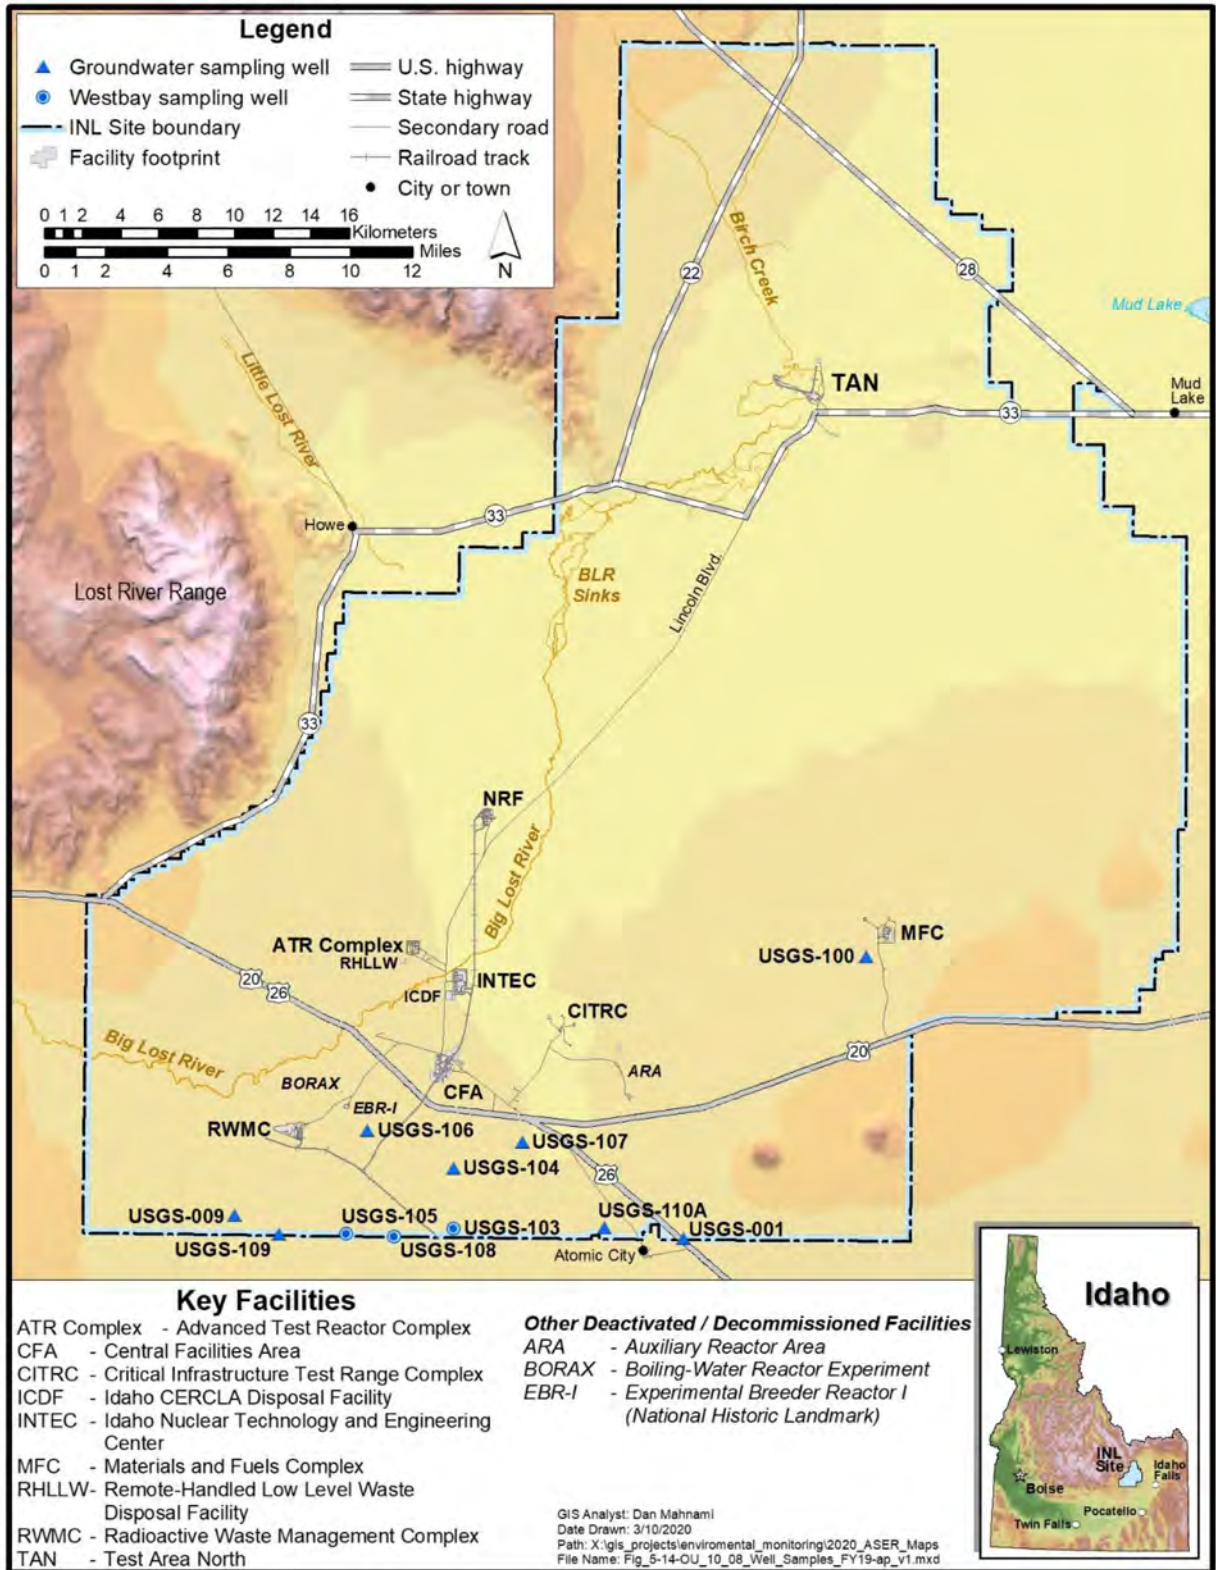 Legend
Groundwater sampling well
Westbay sampling well
INL Site boundary
Facility footprint
U.S. highway
State highway
Secondary road
Railroad track
City or town
0 1 2 4 6 8 10 12 14 16
Kilometers
Miles
0 1 2 4 6 8 10 12
N
22
Birch Creek
28
Mud Lake
TAN
Mud
Lake
33
Little Lost River
Howe
33
BLR
Sinks
Lincoln Blvd.
Lost River Range
33
NRF
Big Lost River
ATR Complex
RHLLW
INTEC
ICDF
MFC
USGS-100
20
26
CITRC
Big Lost River
20
BORAX
ARA
CFA
EBR-I
RWMC
USGS-106
USGS-107
USGS-104
26
USGS-009
USGS-105
USGS-110A
USGS-103
USGS-001
USGS-109
USGS-108
Atomic City
Key Facilities
ATR Complex - Advanced Test Reactor Complex
CFA - Central Facilities Area
CITRC - Critical Infrastructure Test Range Complex
ICDF - Idaho CERCLA Disposal Facility
INTEC - Idaho Nuclear Technology and Engineering
Center
MFC - Materials and Fuels Complex
RHLLW- Remote-Handled Low Level Waste
Disposal Facility
RWMC - Radioactive Waste Management Complex
TAN - Test Area North
Other Deactivated / Decommissioned Facilities
ARA - Auxiliary Reactor Area
BORAX - Boiling-Water Reactor Experiment
EBR-I - Experimental Breeder Reactor I
(National Historic Landmark)
GIS Analyst: Dan Mahnami
Date Drawn: 3/10/2020
Path: X:\gis_projects\enviromental_monitoring\2020_ASER_Maps
File Name: Fig_5-14-OU_10_08_Well_Samples_FY19-ap_v1.mxd
Idaho
Lewiston
INL
Site
Idaho
Falls
Boise
Pocatello
Twin Falls